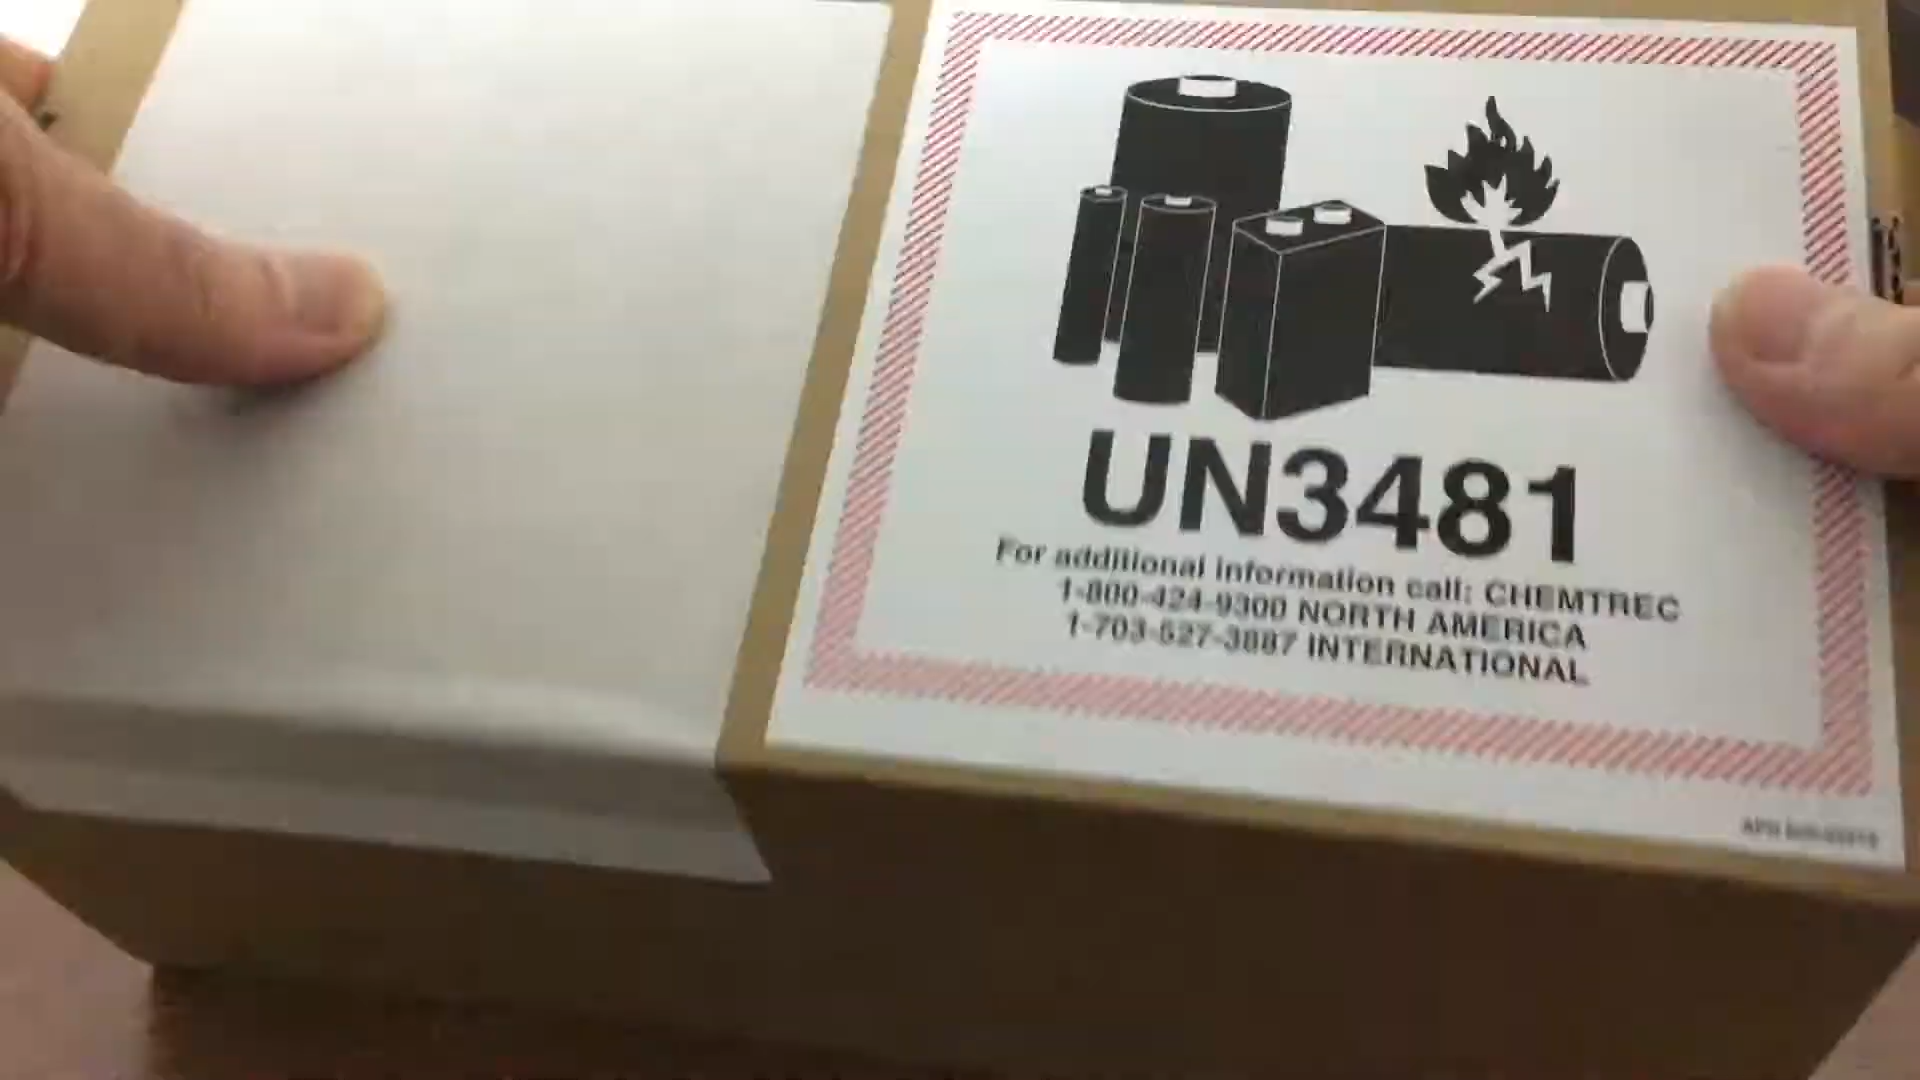 UN3481
For additional information call: CHEMTREC
1-800-424-9300 NORTH AMERICA
1-703-527-3887 INTERNATIONAL